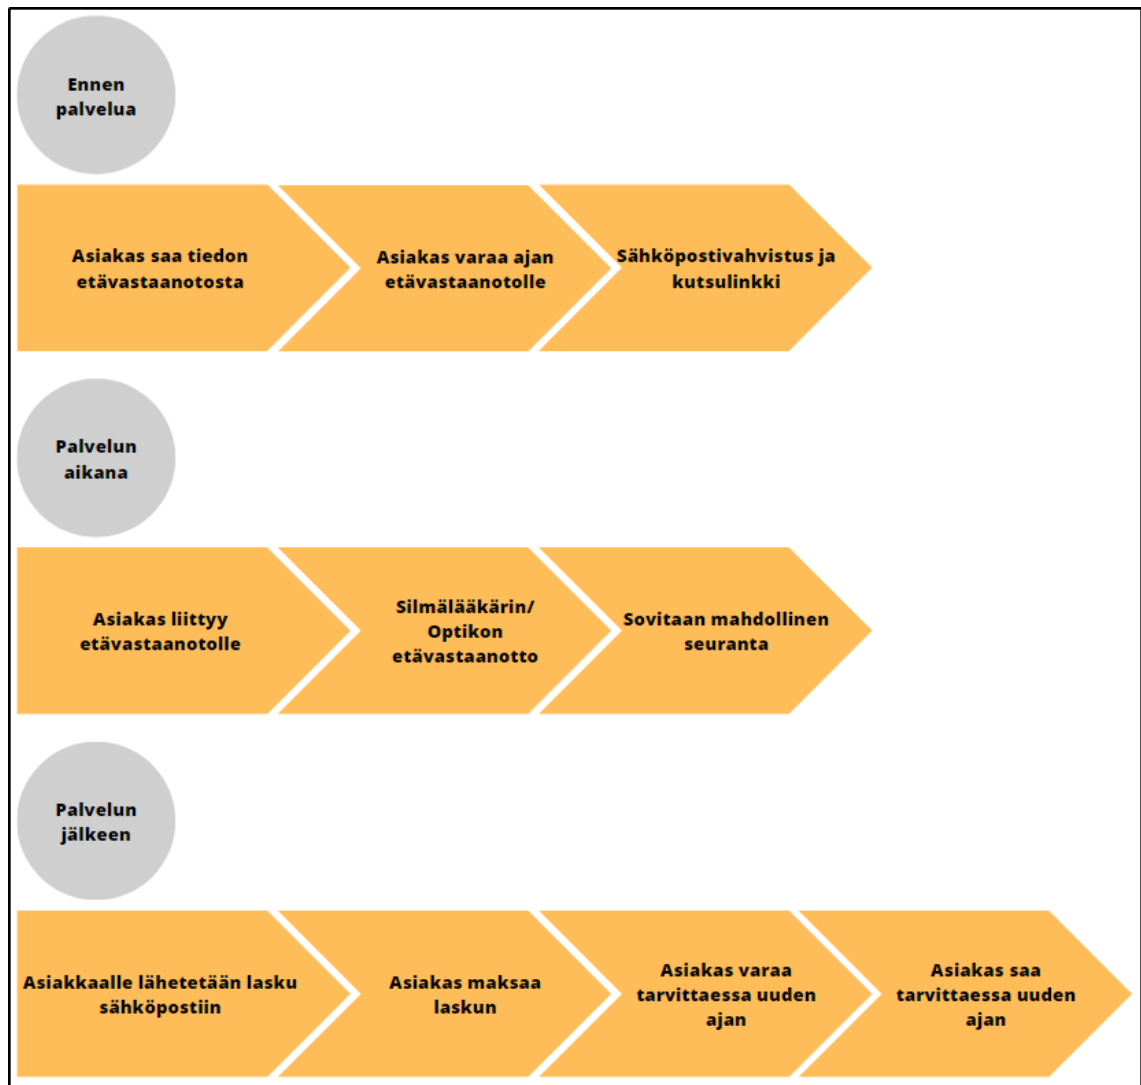 Ennen
palvelua
Asiakas saa tiedon
etävastaanotosta
Asiakas varaa ajan
etävastaanotolle
Sähköpostivahvistus ja
kutsulinkki
Palvelun
aikana
Asiakas liittyy
etävastaanotolle
Silmälääkärin/
Optikon
etävastaanotto
Sovitaan mahdollinen
seuranta
Palvelun
jälkeen
Asiakkaalle lähetetään lasku
sähköpostiin
Asiakas maksaa
laskun
Asiakas varaa
tarvittaessa uuden
ajan
Asiakas saa
tarvittaessa uuden
ajan